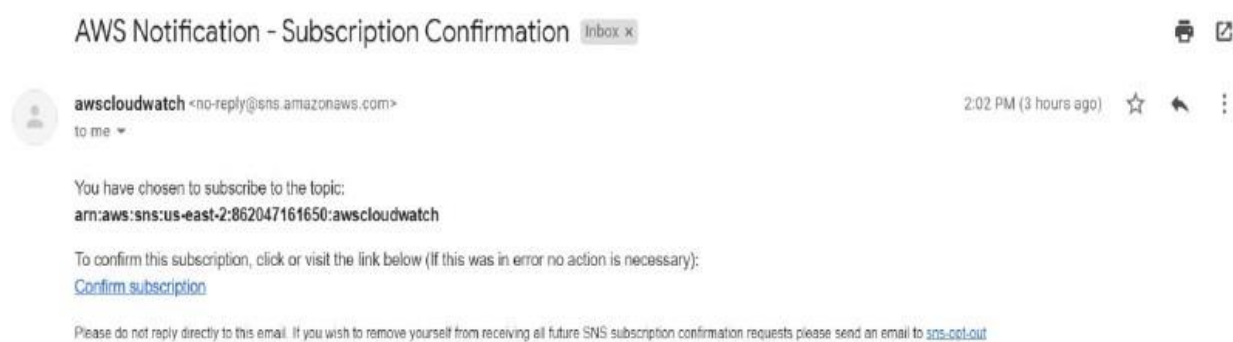 AWS Notification - Subscription Confirmation Inbox x
awscloudwatch <no-reply@sns.amazonaws.com> 2:02 PM (3 hours ago)
to me
You have chosen to subscribe to the topic:
arn:aws:sns:us-east-2:862047161650:awscloudwatch
To confirm this subscription, click or visit the link below (If this was in error no action is necessary):
Confirm subscription
Please do not reply directly to this email. If you wish to remove yourself from receiving all future SNS subscription confirmation requests please send an email to sns-opt-out